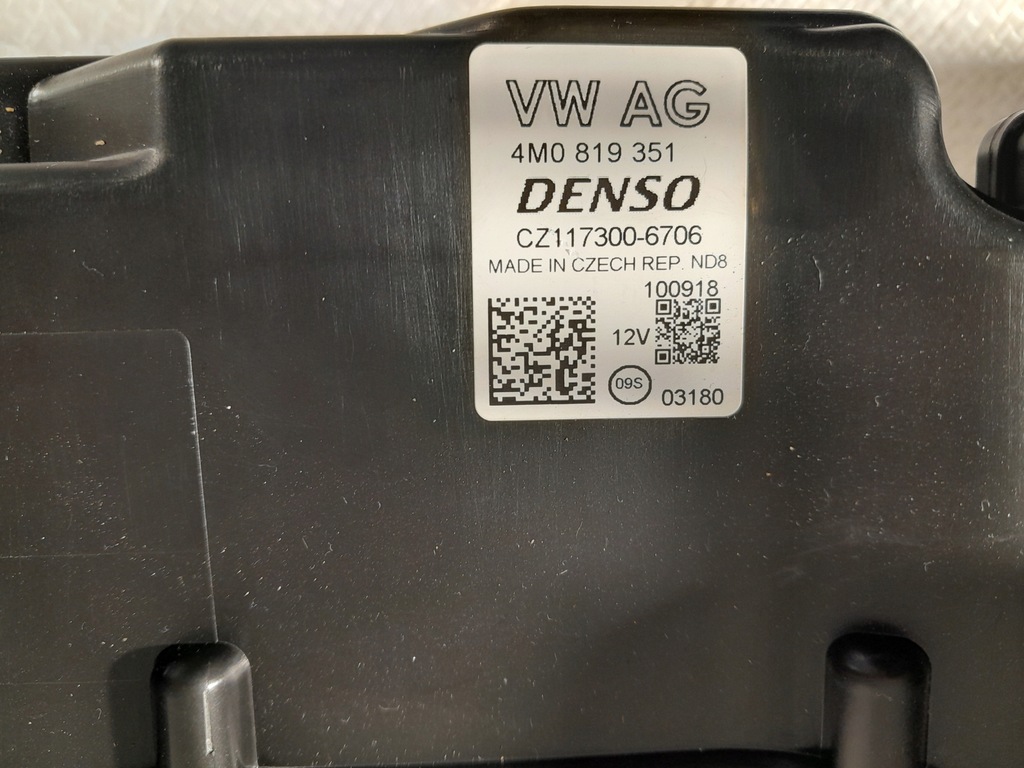 VW AG
4M0 819 351
DENSO
CZ117300-6706
MADE IN CZECH REP. ND8
100918
12V
09S
03180